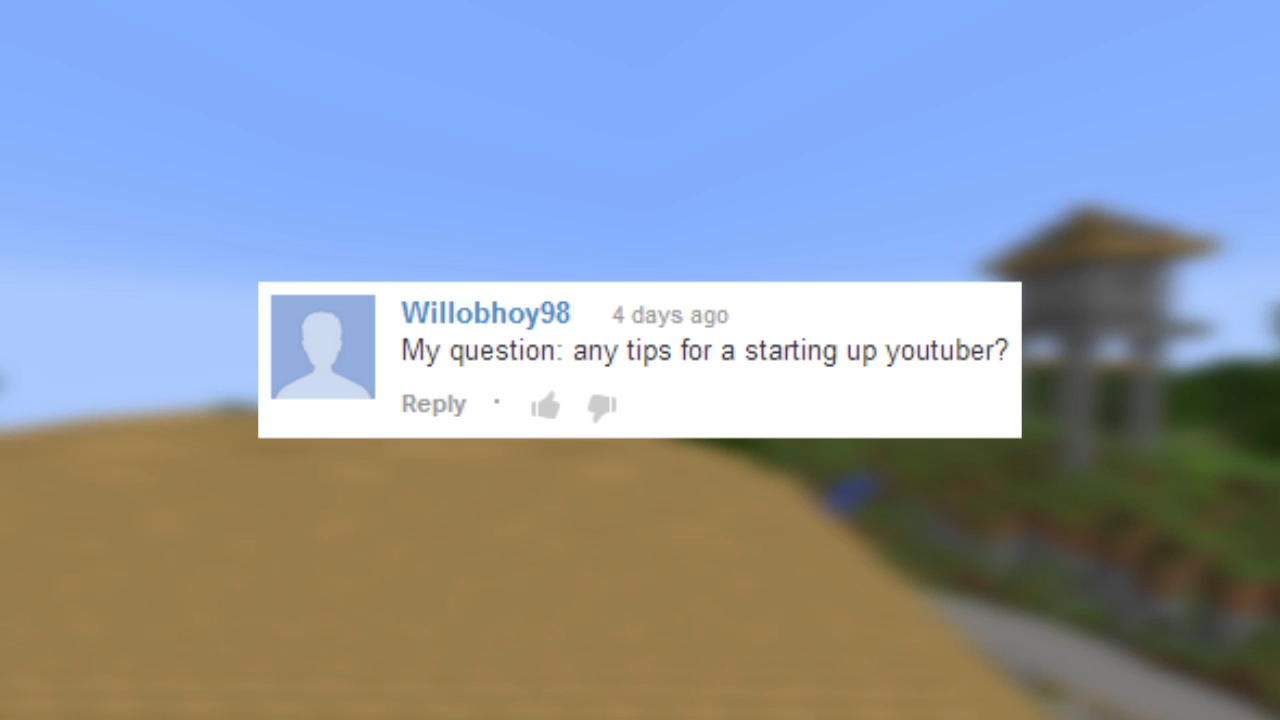 Willobhoy98 4 days ago
My question: any tips for a starting up youtuber?
Reply ·